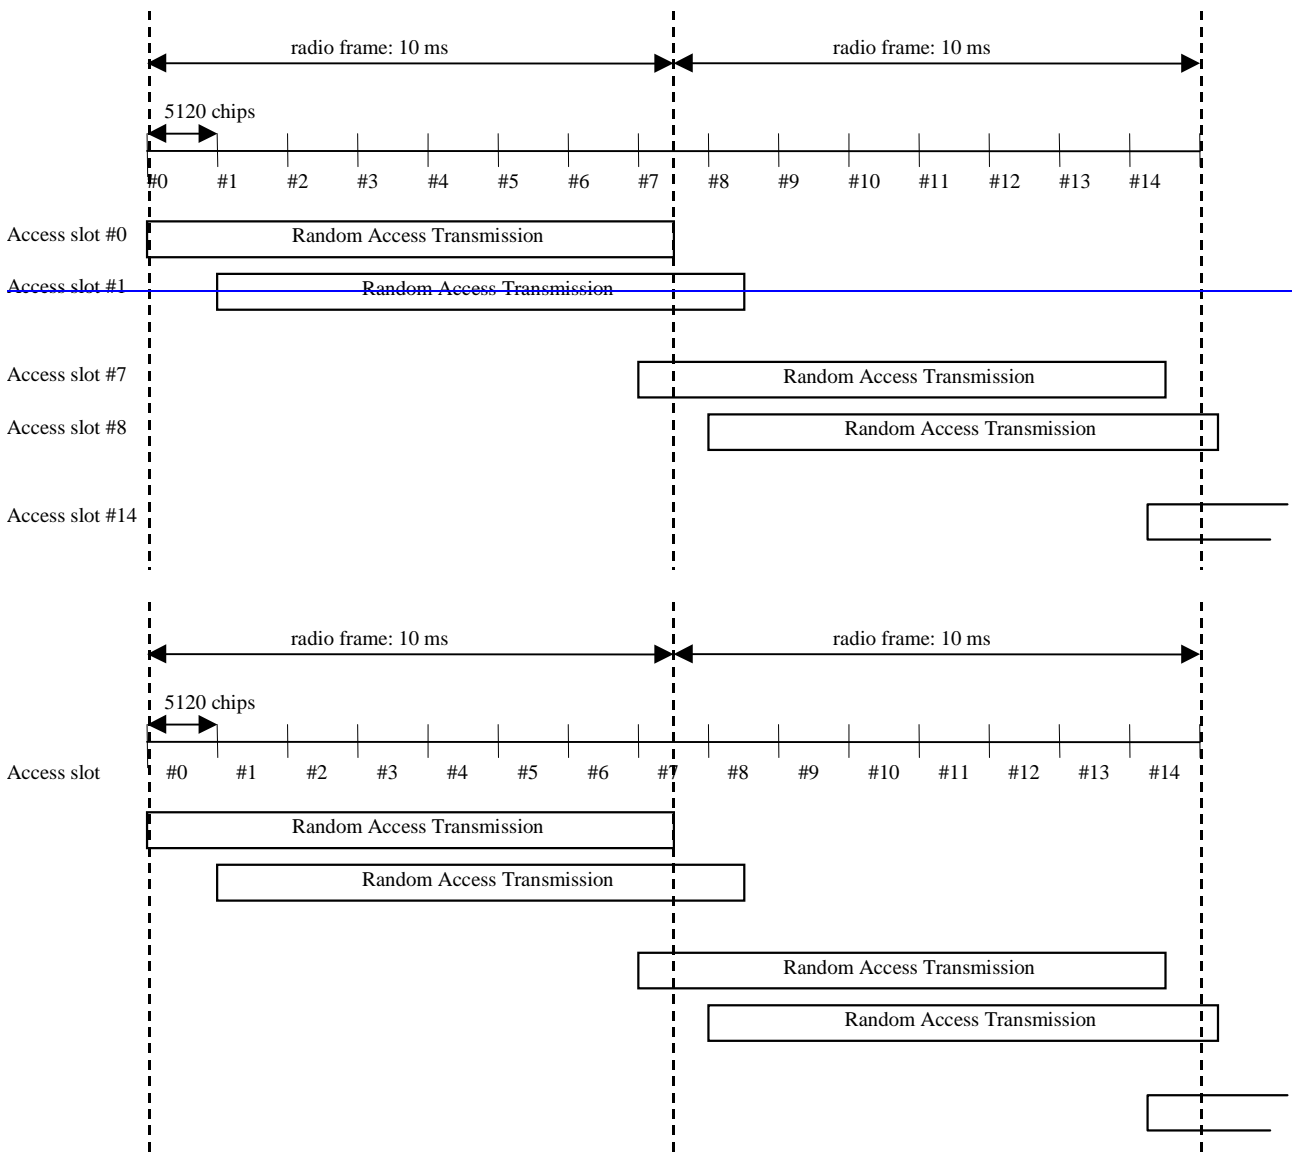 radio frame: 10 ms radio frame: 10 ms
5120 chips
#0 #1 #2 #3 #4 #5 #6 #7 #8 #9 #10 #11 #12 #13 #14
Access slot #0 Random Access Transmission
Access slot #1 Random Access Transmission
Access slot #7 Random Access Transmission
Access slot #8 Random Access Transmission
Access slot #14
radio frame: 10 ms radio frame: 10 ms
5120 chips
Access slot #0 #1 #2 #3 #4 #5 #6 #7 #8 #9 #10 #11 #12 #13 #14
Random Access Transmission
Random Access Transmission
Random Access Transmission
Random Access Transmission